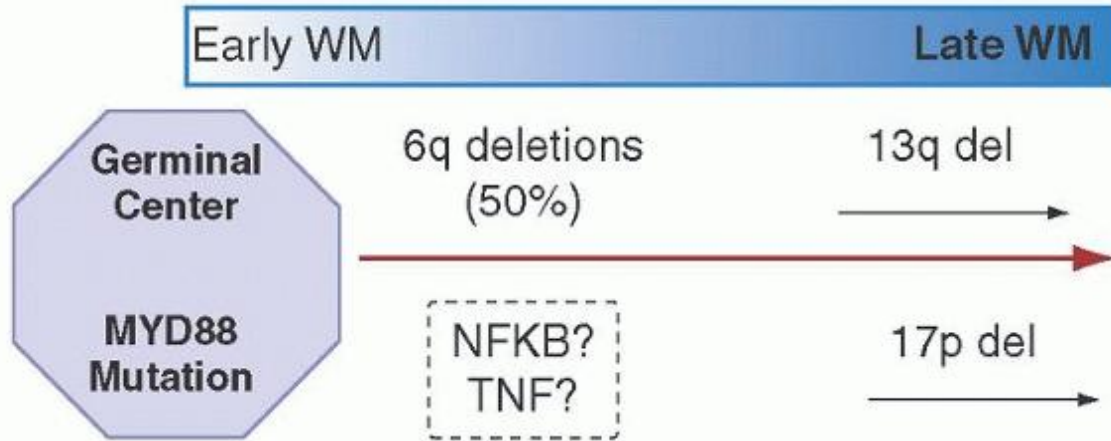 Early WM
Late WM
Germinal
Center
MYD88
Mutation
6q deletions
(50%)
13q del
NFKB?
TNF?
17p del